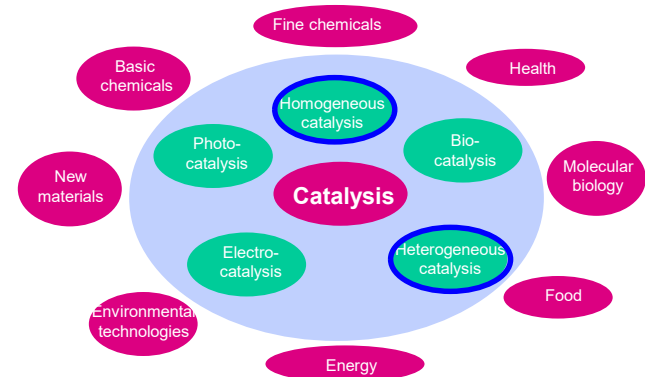 Fine chemicals
Basic
chemicals
Health
Homogeneous
catalysis
Photo-
catalysis
Bio-
catalysis
New
materials
Catalysis
Molecular
biology
Electro-
catalysis
Heterogeneous
catalysis
Food
Environmental
technologies
Energy